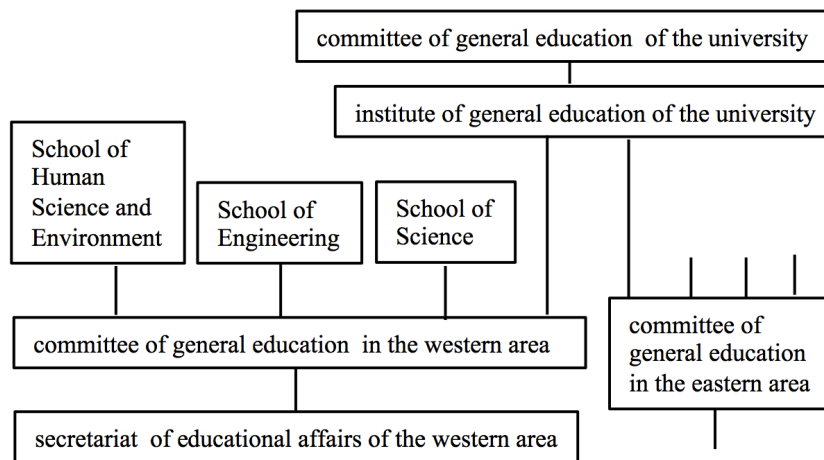 committee of general education of the university
institute of general education of the university
School of
Human
Science and
Environment
School of
Engineering
School of
Science
committee of general education in the western area
committee of
general education
in the eastern area
secretariat of educational affairs of the western area